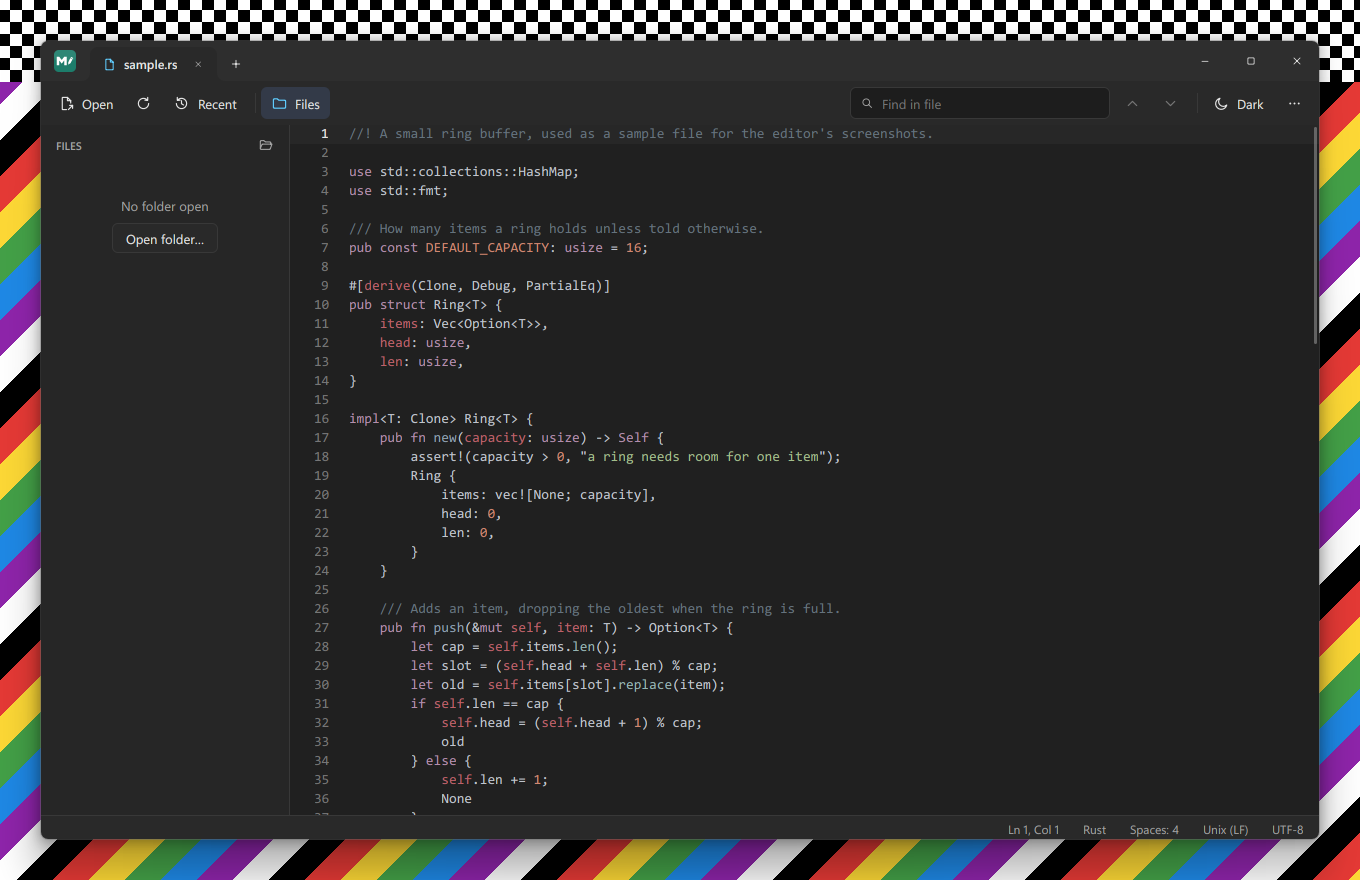 M/
sample.rs
Open
Recent
Files
Find in file
Dark
FILES
No folder open
Open folder...
1 //! A small ring buffer, used as a sample file for the editor's screenshots.
2
3 use std::collections::HashMap;
4 use std::fmt;
5
6 /// How many items a ring holds unless told otherwise.
7 pub const DEFAULT_CAPACITY: usize = 16;
8
9 #[derive(Clone, Debug, PartialEq)]
10 pub struct Ring<T> {
11     items: Vec<Option<T>>,
12     head: usize,
13     len: usize,
14 }
15
16 impl<T: Clone> Ring<T> {
17     pub fn new(capacity: usize) -> Self {
18         assert!(capacity > 0, "a ring needs room for one item");
19         Ring {
20             items: vec![None; capacity],
21             head: 0,
22             len: 0,
23         }
24     }
25
26     /// Adds an item, dropping the oldest when the ring is full.
27     pub fn push(&mut self, item: T) -> Option<T> {
28         let cap = self.items.len();
29         let slot = (self.head + self.len) % cap;
30         let old = self.items[slot].replace(item);
31         if self.len == cap {
32             self.head = (self.head + 1) % cap;
33             old
34         } else {
35             self.len += 1;
36             None
37         }
Ln 1, Col 1
Rust
Spaces: 4
Unix (LF)
UTF-8